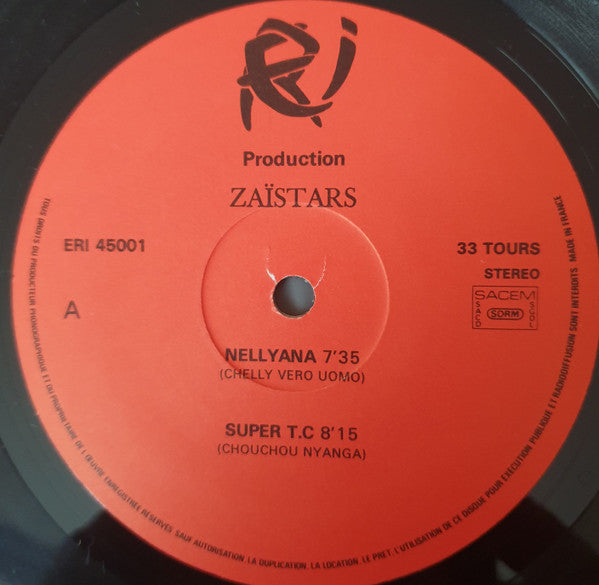 Production
ZAÏSTARS
ERI 45001
33 TOURS
STEREO
A
SACEM
SACD
SDRM
SCDL
NELLYANA 7'35
(CHELLY VERO UOMO)
SUPER T.C 8'15
(CHOUCHOU NYANGA)
TOUS DROITS DU PRODUCTEUR PHONOGRAPHIQUE ET DU PROPRIETAIRE DE L'ŒUVRE ENREGISTREE RESERVES. SAUF AUTORISATION, LA DUPLICATION, LA LOCATION, LE PRET, L'UTILISATION DE CE DISQUE POUR EXECUTION PUBLIQUE ET RADIODIFFUSION SONT INTERDITS MADE IN FRANCE